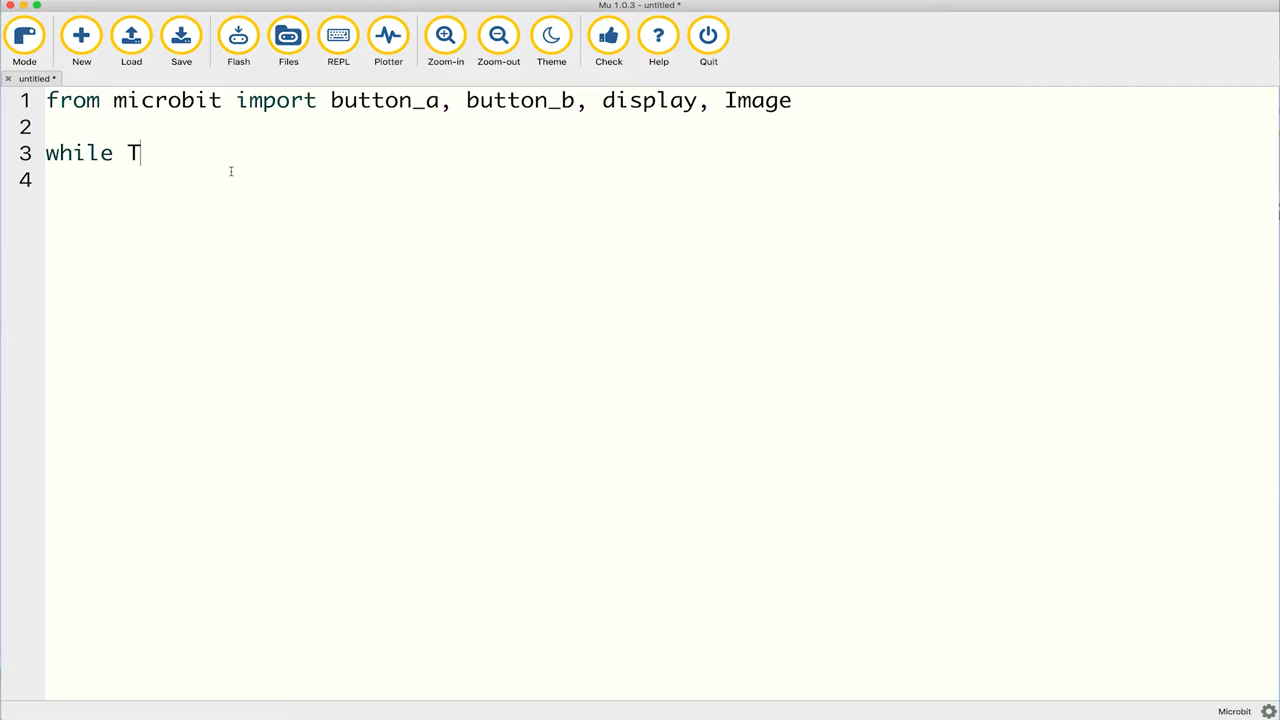 Mu 1.0.3 - untitled *
Mode New Load Save Flash Files REPL Plotter Zoom-in Zoom-out Theme Check Help Quit
untitled *
1 from microbit import button_a, button_b, display, Image
2
3 while T
4
Microbit